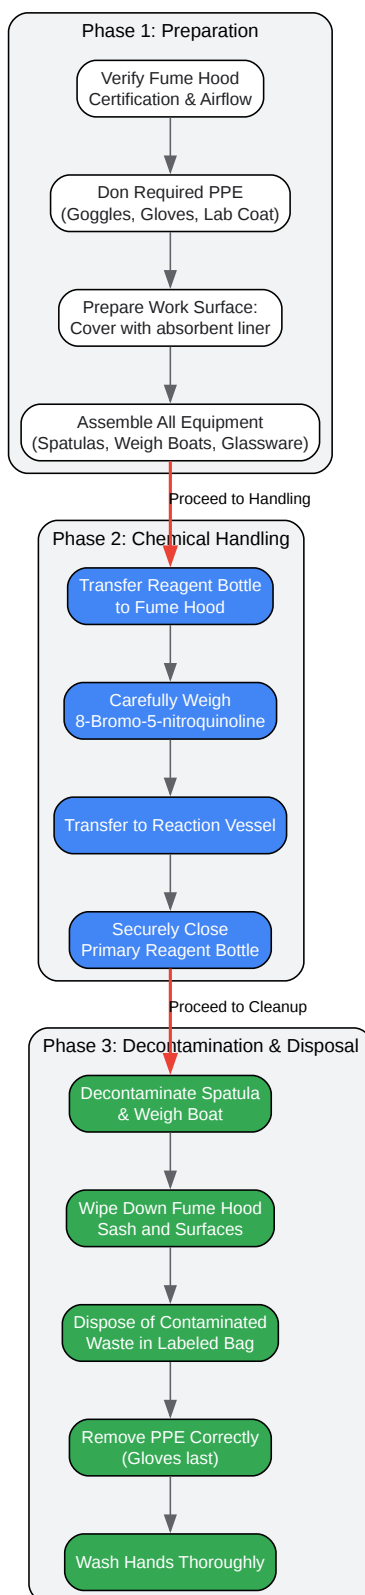 Phase 1: Preparation
Verify Fume Hood
Certification & Airflow
Don Required PPE
(Goggles, Gloves, Lab Coat)
Prepare Work Surface:
Cover with absorbent liner
Assemble All Equipment
(Spatulas, Weigh Boats, Glassware)
Proceed to Handling
Phase 2: Chemical Handling
Transfer Reagent Bottle
to Fume Hood
Carefully Weigh
8-Bromo-5-nitroquinoline
Transfer to Reaction Vessel
Securely Close
Primary Reagent Bottle
Proceed to Cleanup
Phase 3: Decontamination & Disposal
Decontaminate Spatula
& Weigh Boat
Wipe Down Fume Hood
Sash and Surfaces
Dispose of Contaminated
Waste in Labeled Bag
Remove PPE Correctly
(Gloves last)
Wash Hands Thoroughly